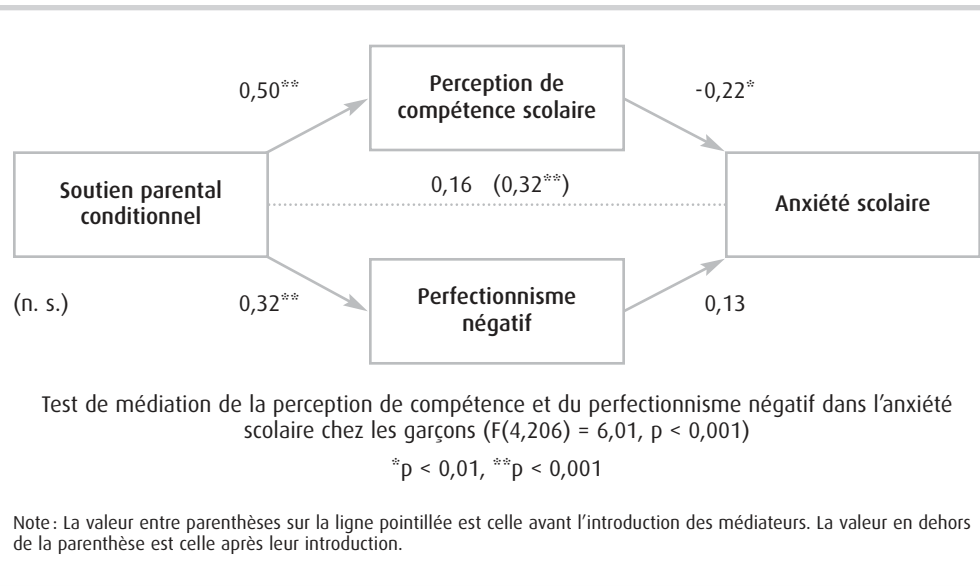 0,50**
Perception de
compétence scolaire
-0,22*
Soutien parental
conditionnel
0,16 (0,32**)
Anxiété scolaire
(n. s.)
0,32**
Perfectionnisme
négatif
0,13
Test de médiation de la perception de compétence et du perfectionnisme négatif dans l’anxiété
scolaire chez les garçons (F(4,206) = 6,01, p < 0,001)
*p < 0,01, **p < 0,001
Note : La valeur entre parenthèses sur la ligne pointillée est celle avant l’introduction des médiateurs. La valeur en dehors
de la parenthèse est celle après leur introduction.